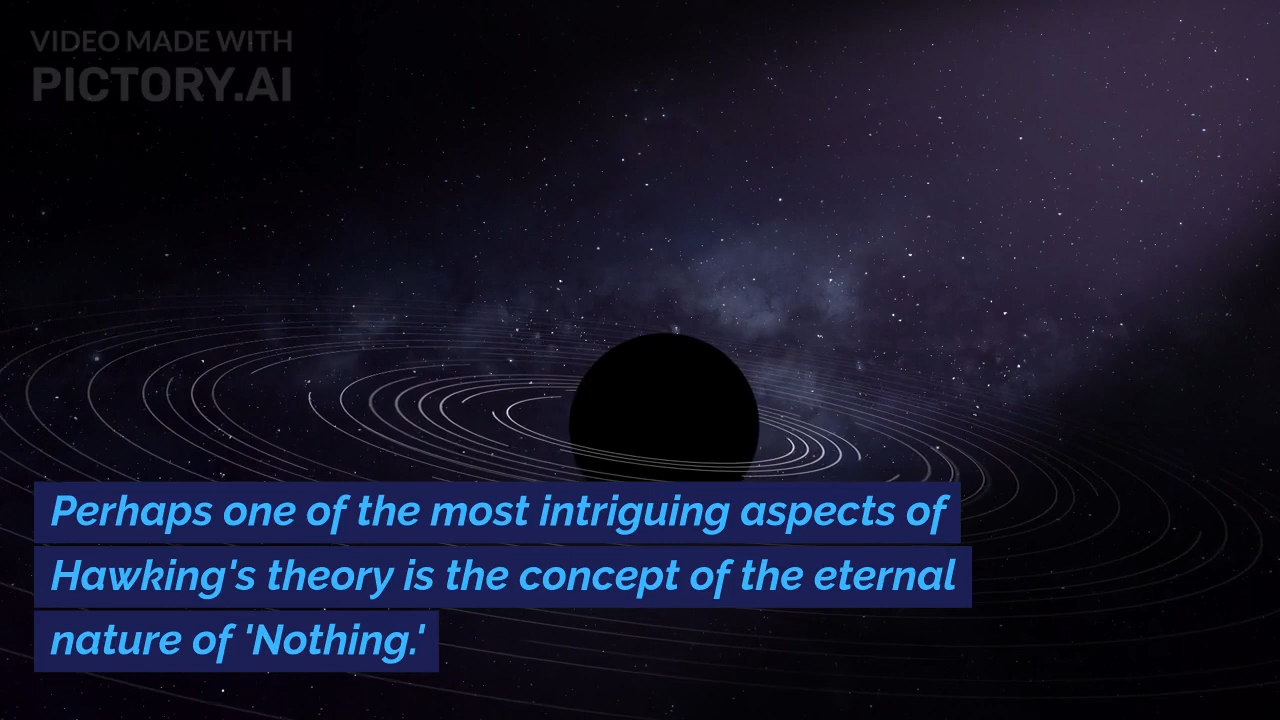 VIDEO MADE WITH
PICTORY.AI
Perhaps one of the most intriguing aspects of
Hawking's theory is the concept of the eternal
nature of 'Nothing.'